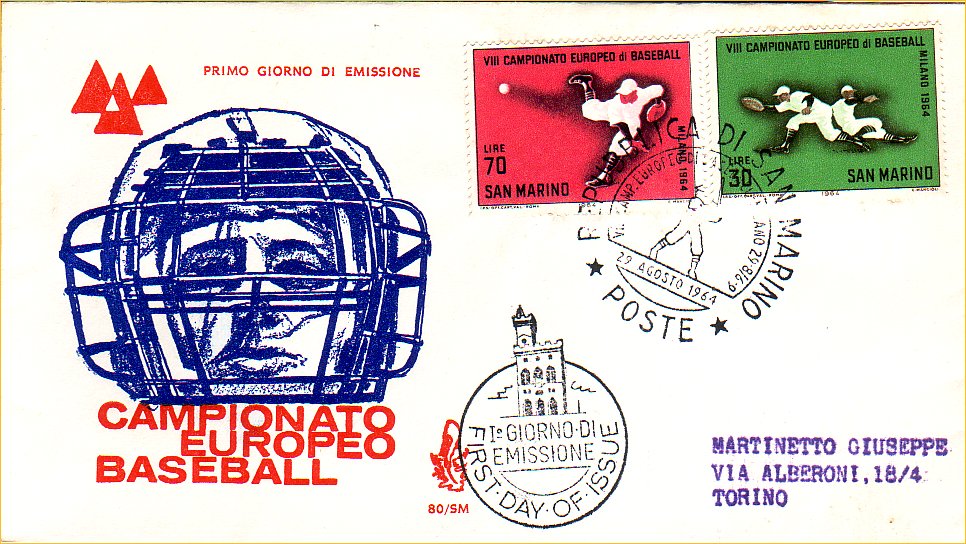 PRIMO GIORNO DI EMISSIONE
VIII CAMPIONATO EUROPEO di BASEBALL
MILANO 1964
LIRE
70
SAN MARINO
VIII CAMPIONATO EUROPEO di BASEBALL
MILANO 1964
LIRE
30
SAN MARINO
1964
REPUBBLICA DI SAN MARINO
29 AGOSTO 1964
★ POSTE ★
CAMPIONATO
EUROPEO
BASEBALL
80/SM
Iº GIORNO·DI
EMISSIONE
FIRST·DAY·OF·ISSUE
MARTINETTO GIUSEPPE
VIA ALBERONI,18/4
TORINO